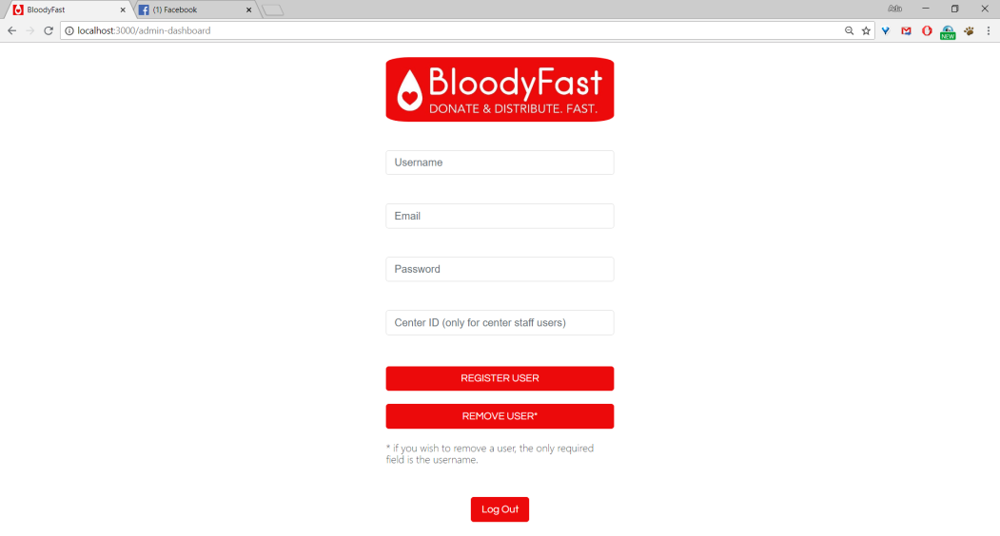 BloodyFast
(1) Facebook
localhost:3000/admin-dashboard
NEW
BloodyFast
DONATE & DISTRIBUTE. FAST.
Username
Email
Password
Center ID (only for center staff users)
REGISTER USER
REMOVE USER*
* if you wish to remove a user, the only required
field is the username.
Log Out